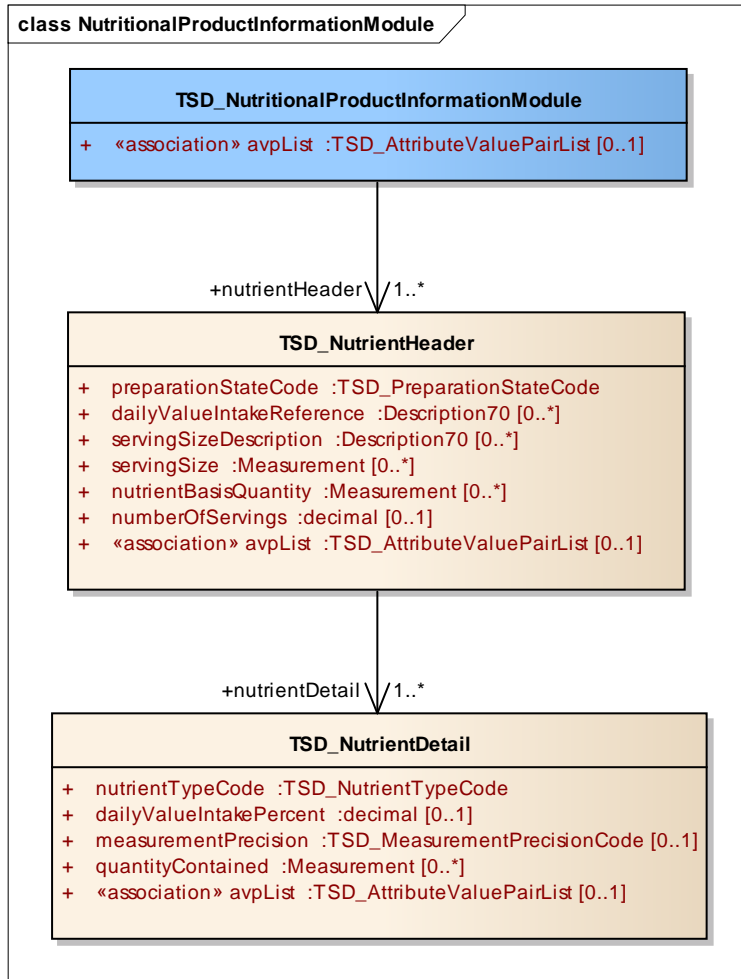 class NutritionalProductInformationModule
TSD_NutritionalProductInformationModule
+ «association» avpList :TSD_AttributeValuePairList [0..1]
+nutrientHeader 1..*
TSD_NutrientHeader
+ preparationStateCode :TSD_PreparationStateCode
+ dailyValueIntakeReference :Description70 [0..*]
+ servingSizeDescription :Description70 [0..*]
+ servingSize :Measurement [0..*]
+ nutrientBasisQuantity :Measurement [0..*]
+ numberOfServings :decimal [0..1]
+ «association» avpList :TSD_AttributeValuePairList [0..1]
+nutrientDetail 1..*
TSD_NutrientDetail
+ nutrientTypeCode :TSD_NutrientTypeCode
+ dailyValueIntakePercent :decimal [0..1]
+ measurementPrecision :TSD_MeasurementPrecisionCode [0..1]
+ quantityContained :Measurement [0..*]
+ «association» avpList :TSD_AttributeValuePairList [0..1]